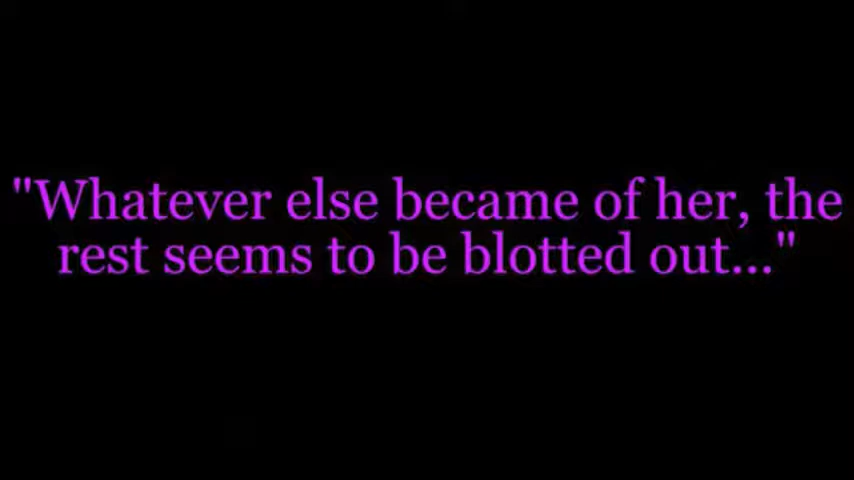 "Whatever else became of her, the
rest seems to be blotted out..."